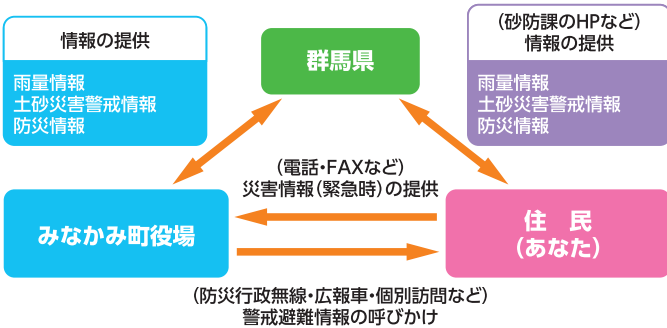 情報の提供
雨量情報
土砂災害警戒情報
防災情報
群馬県
(砂防課のHPなど)
情報の提供
雨量情報
土砂災害警戒情報
防災情報
(電話・FAXなど)
災害情報(緊急時)の提供
みなかみ町役場
住　民
(あなた)
(防災行政無線・広報車・個別訪問など)
警戒避難情報の呼びかけ